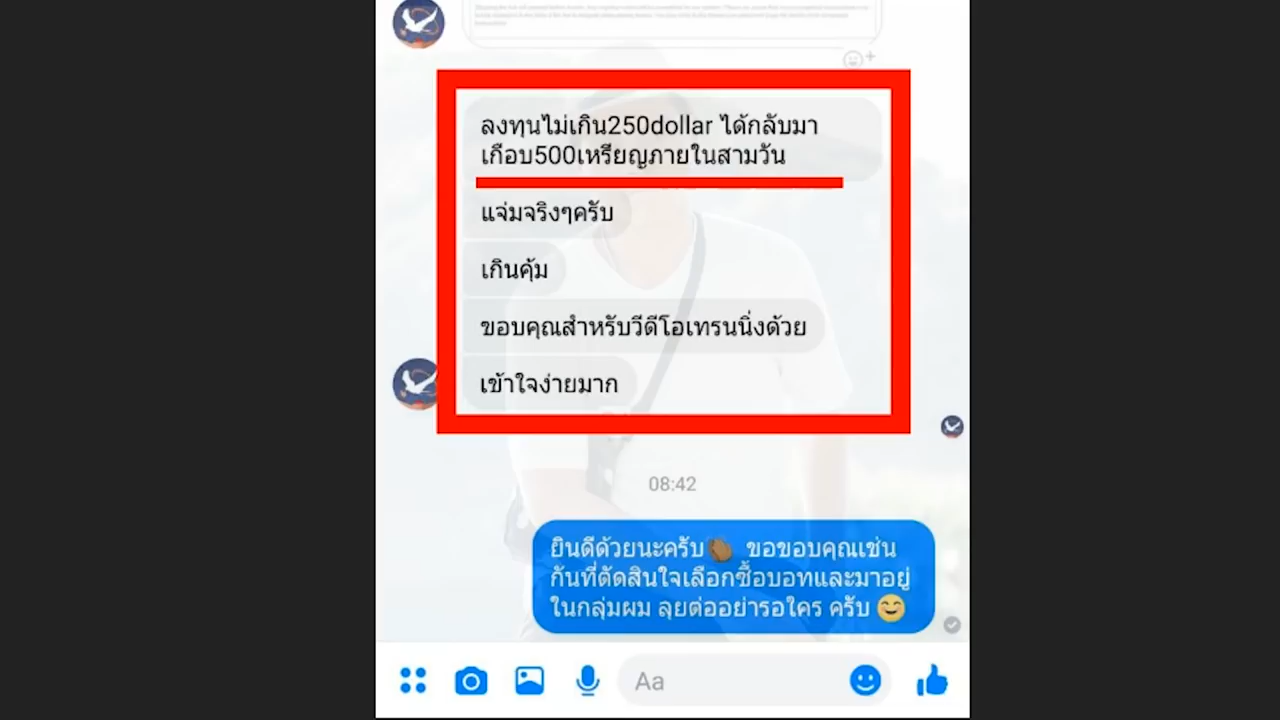 ลงทุนไม่เกิน250dollar ได้กลับมา
เกือบ500เหรียญภายในสามวัน
แจ่มจริงๆครับ
เกินคุ้ม
ขอบคุณสำหรับวีดีโอเทรนนิ่งด้วย
เข้าใจง่ายมาก
08:42
ยินดีด้วยนะครับ👏🏾 ขอขอบคุณเช่น
กันที่ตัดสินใจเลือกซื้อบอทและมาอยู่
ในกลุ่มผม ลุยต่ออย่ารอใคร ครับ😊
Aa